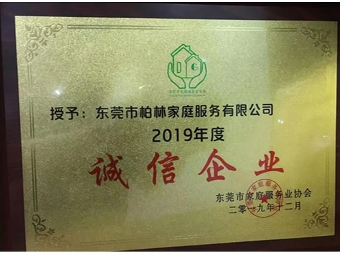 授予：东莞市柏林家庭服务有限公司
2019年度
诚信企业
东莞市家庭服务业协会
二零一九年十二月